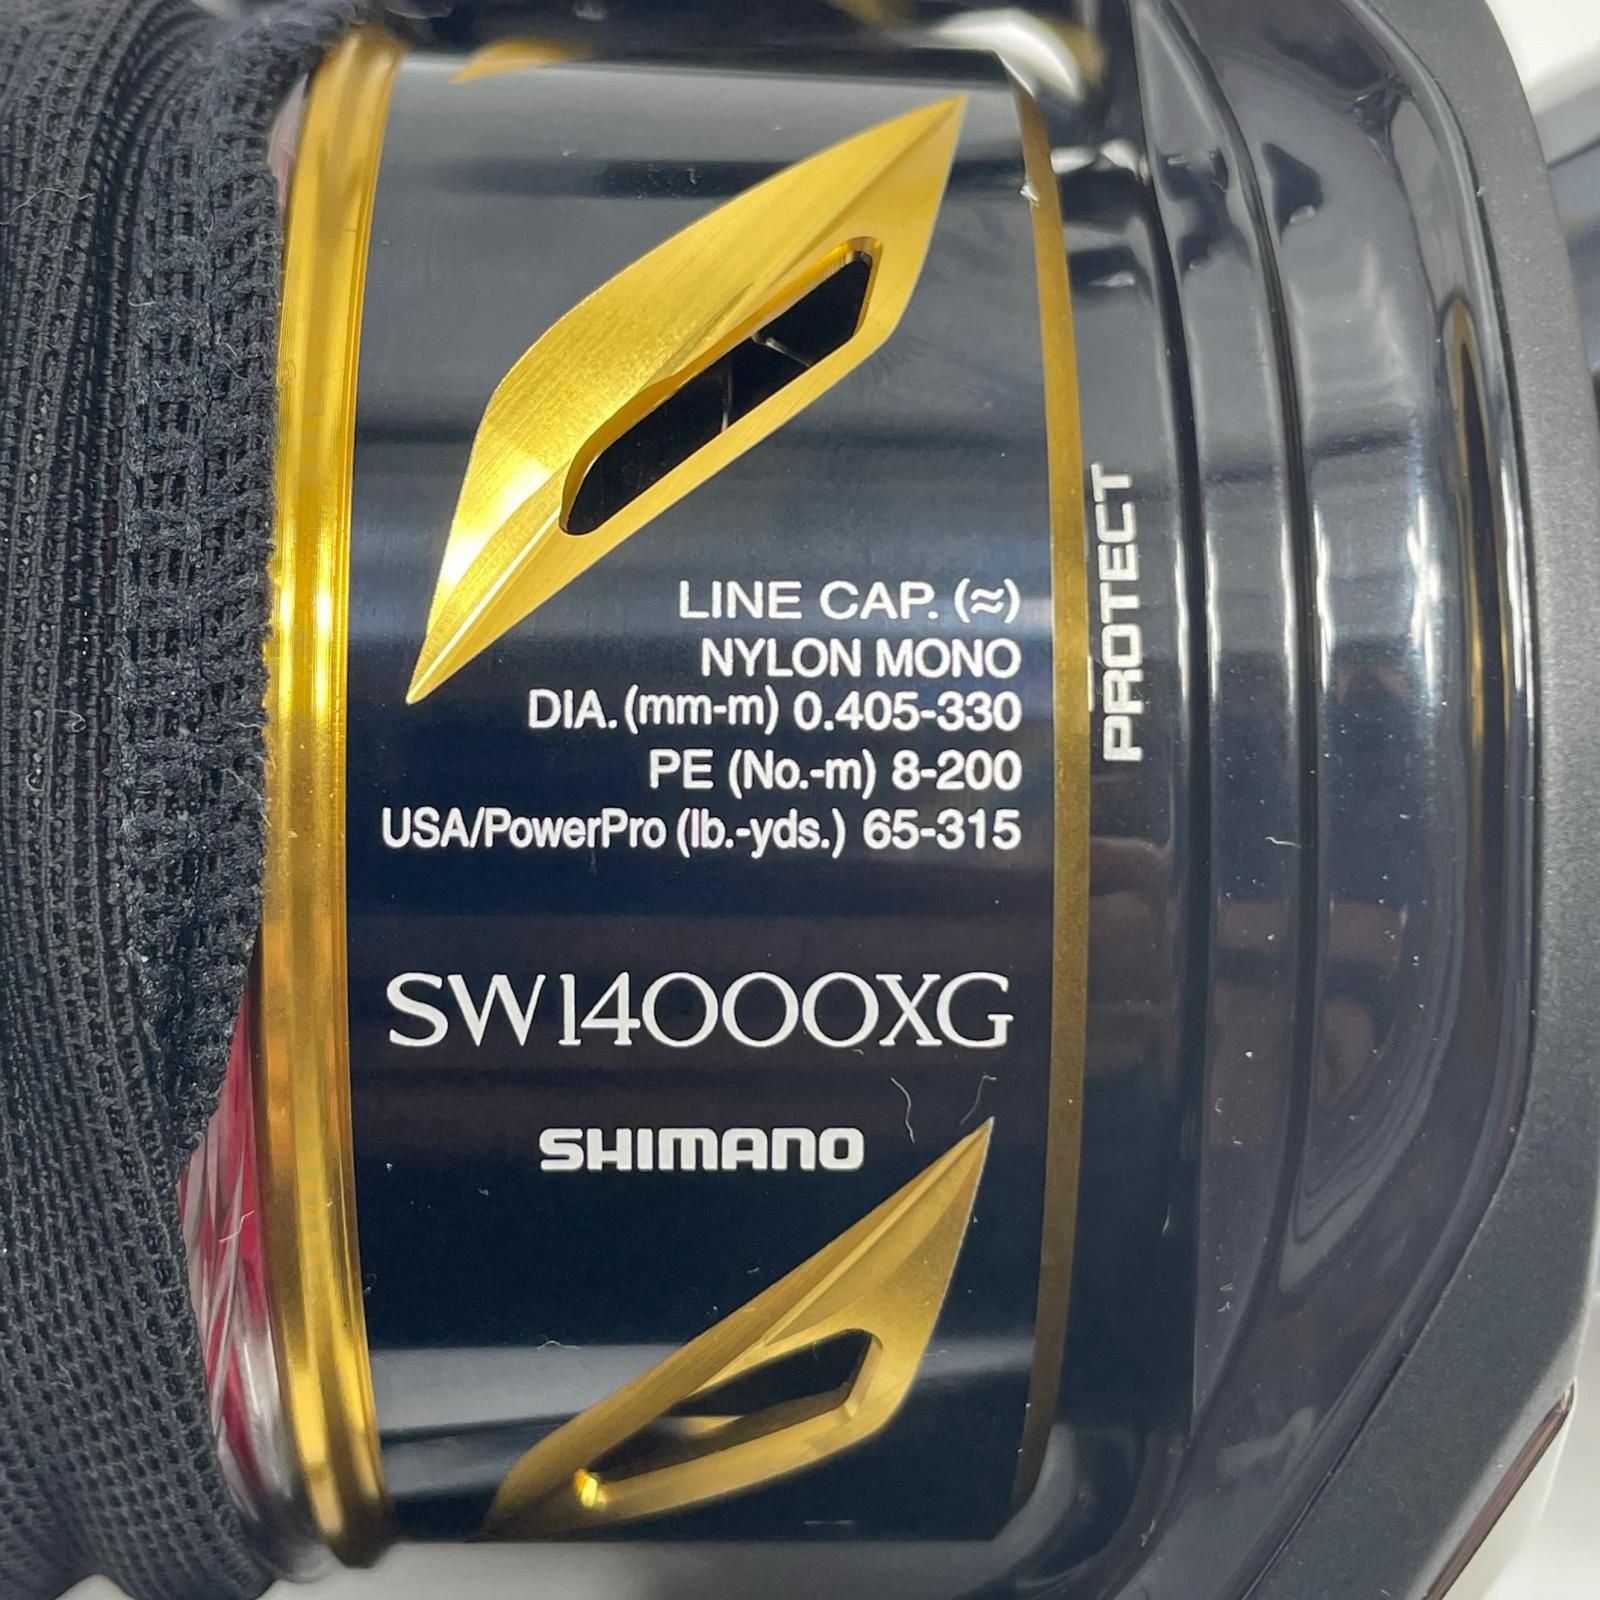 LINE CAP. (≈)
NYLON MONO
DIA. (mm-m) 0.405-330
PE (No.-m) 8-200
USA/PowerPro (lb.-yds.) 65-315
SW14000XG
SHIMANO
PROTECT